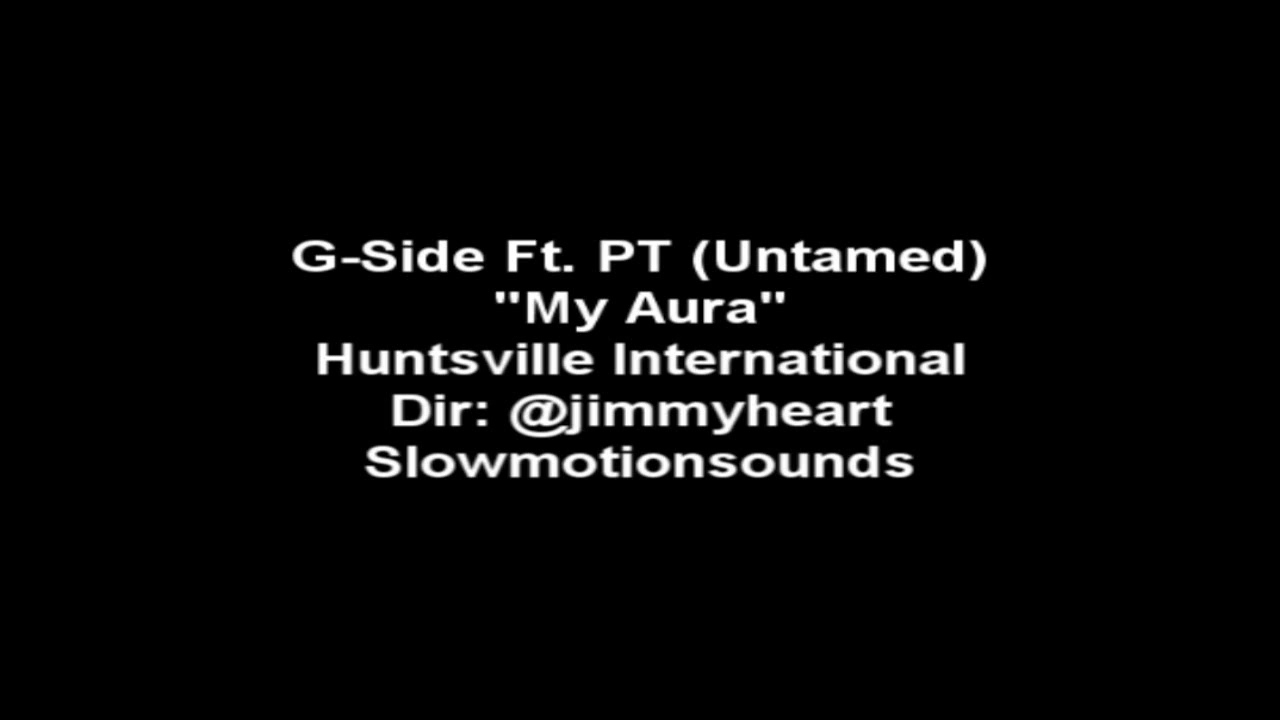 G-Side Ft. PT (Untamed)
"My Aura"
Huntsville International
Dir: @jimmyheart
Slowmotionsounds